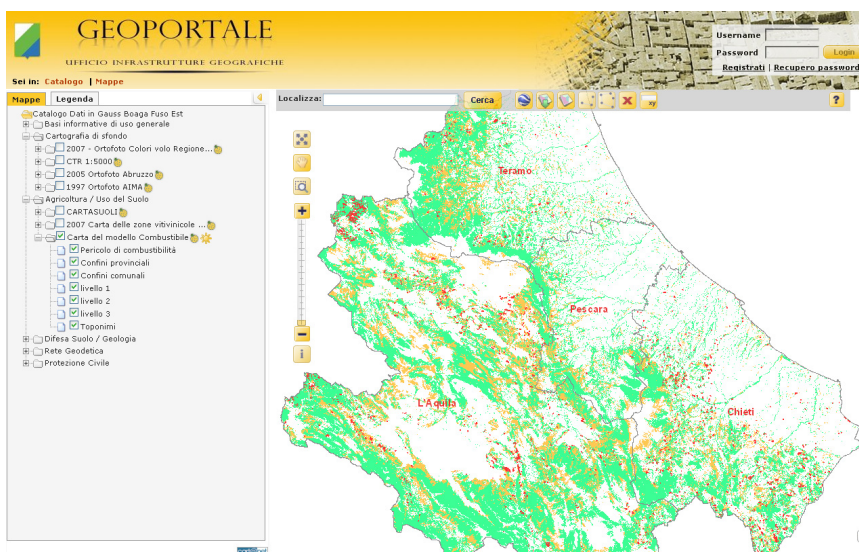 GEOPORTALE
UFFICIO INFRASTRUTTURE GEOGRAFICHE
Username
Password
Login
Registrati | Recupero password
Sei in: Catalogo | Mappe
Mappe
Legenda
Localizza:
Cerca
xy
?
Catalogo Dati in Gauss Boaga Fuso Est
Basi informative di uso generale
Cartografia di sfondo
2007 - Ortofoto Colori volo Regione...
CTR 1:5000
2005 Ortofoto Abruzzo
1997 Ortofoto AIMA
Agricoltura / Uso del Suolo
CARTASUOLI
2007 Carta delle zone vitivinicole ...
Carta del modello Combustibile
Pericolo di combustibilità
Confini provinciali
Confini comunali
livello 1
livello 2
livello 3
Toponimi
Difesa Suolo / Geologia
Rete Geodetica
Protezione Civile
Teramo
Pescara
L'Aquila
Chieti